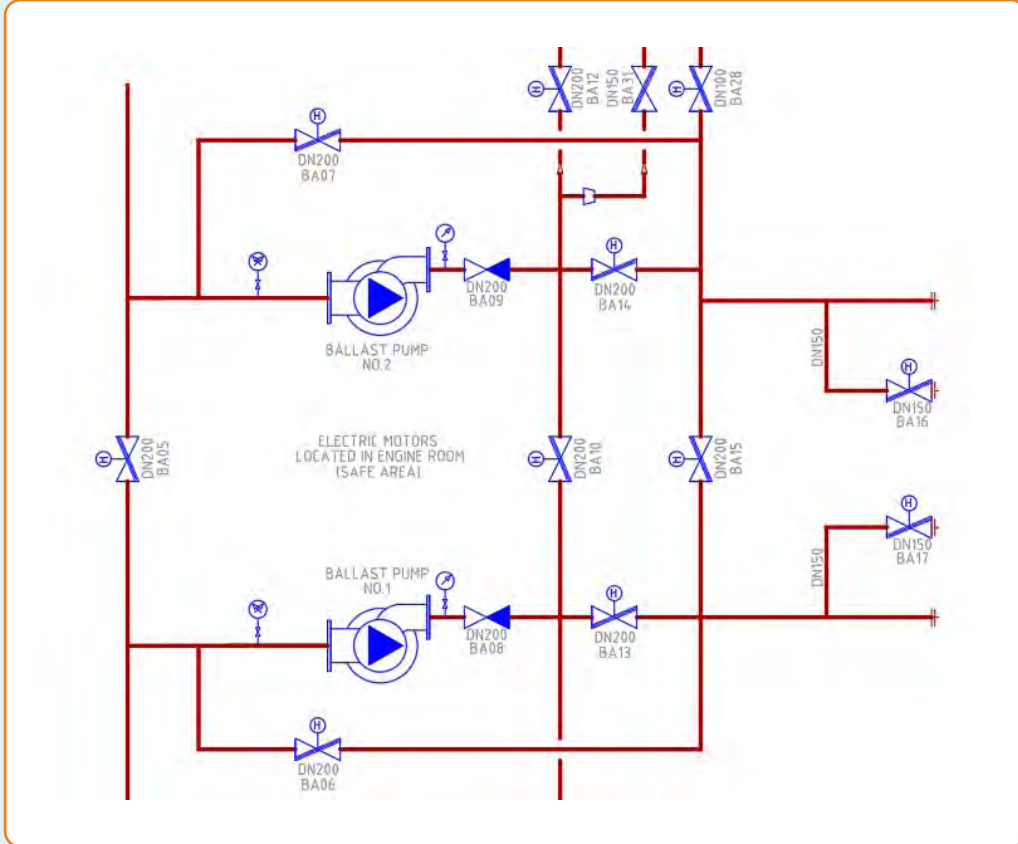 DN200
BA12
DN150
BA31
DN100
BA28
H
H
H
DN200
BA07
H
H
DN200
BA09
DN200
BA14
BALLAST PUMP
NO.2
DN150
H
DN150
BA16
H
DN200
BA05
ELECTRIC MOTORS
LOCATED IN ENGINE ROOM
(SAFE AREA)
H
DN200
BA10
H
DN200
BA15
H
DN150
BA17
DN150
BALLAST PUMP
NO.1
H
DN200
BA08
DN200
BA13
H
DN200
BA06